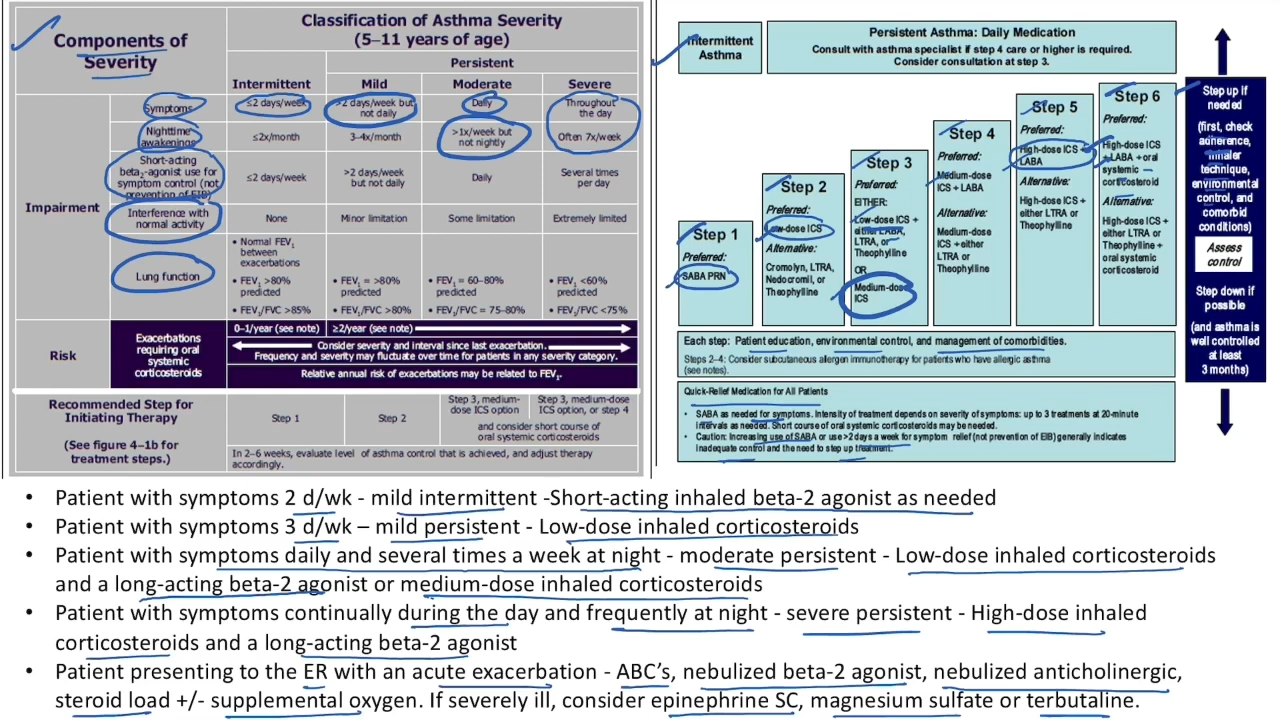 Components of
Severity
Classification of Asthma Severity
(5–11 years of age)
Persistent
Intermittent
Mild
Moderate
Severe
Impairment
Symptoms
≤2 days/week
>2 days/week but
not daily
Daily
Throughout
the day
Nighttime
awakenings
≤2x/month
3–4x/month
>1x/week but
not nightly
Often 7x/week
Short-acting
beta2-agonist use for
symptom control (not
prevention of EIB)
≤2 days/week
>2 days/week
but not daily
Daily
Several times
per day
Interference with
normal activity
None
Minor limitation
Some limitation
Extremely limited
Lung function
• Normal FEV1
between
exacerbations
• FEV1 >80%
predicted
• FEV1/FVC >85%
• FEV1 = >80%
predicted
• FEV1/FVC >80%
• FEV1 = 60–80%
predicted
• FEV1/FVC = 75–80%
• FEV1 <60%
predicted
• FEV1/FVC <75%
Risk
Exacerbations
requiring oral
systemic
corticosteroids
0–1/year (see note)
≥2/year (see note)
Consider severity and interval since last exacerbation.
Frequency and severity may fluctuate over time for patients in any severity category.
Relative annual risk of exacerbations may be related to FEV1.
Recommended Step for
Initiating Therapy
(See figure 4–1b for
treatment steps.)
Step 1
Step 2
Step 3, medium-
dose ICS option
Step 3, medium-dose
ICS option, or step 4
and consider short course of
oral systemic corticosteroids
In 2–6 weeks, evaluate level of asthma control that is achieved, and adjust therapy
accordingly.
Intermittent
Asthma
Persistent Asthma: Daily Medication
Consult with asthma specialist if step 4 care or higher is required.
Consider consultation at step 3.
Step 1
Preferred:
SABA PRN
Step 2
Preferred:
Low-dose ICS
Alternative:
Cromolyn, LTRA,
Nedocromil, or
Theophylline
Step 3
Preferred:
EITHER:
Low-dose ICS +
either LABA,
LTRA, or
Theophylline
OR
Medium-dose
ICS
Step 4
Preferred:
Medium-dose
ICS + LABA
Alternative:
Medium-dose
ICS + either
LTRA or
Theophylline
Step 5
Preferred:
High-dose ICS +
LABA
Alternative:
High-dose ICS +
either LTRA or
Theophylline
Step 6
Preferred:
High-dose ICS
+ LABA + oral
systemic
corticosteroid
Alternative:
High-dose ICS +
either LTRA or
Theophylline +
oral systemic
corticosteroid
Step up if
needed
(first, check
adherence,
inhaler
technique,
environmental
control, and
comorbid
conditions)
Assess
control
Step down if
possible
(and asthma is
well controlled
at least
3 months)
Each step: Patient education, environmental control, and management of comorbidities.
Steps 2–4: Consider subcutaneous allergen immunotherapy for patients who have allergic asthma
(see notes).
Quick-Relief Medication for All Patients
• SABA as needed for symptoms. Intensity of treatment depends on severity of symptoms: up to 3 treatments at 20-minute
intervals as needed. Short course of oral systemic corticosteroids may be needed.
• Caution: Increasing use of SABA or use >2 days a week for symptom relief (not prevention of EIB) generally indicates
inadequate control and the need to step up treatment.
• Patient with symptoms 2 d/wk - mild intermittent -Short-acting inhaled beta-2 agonist as needed
• Patient with symptoms 3 d/wk – mild persistent - Low-dose inhaled corticosteroids
• Patient with symptoms daily and several times a week at night - moderate persistent - Low-dose inhaled corticosteroids
and a long-acting beta-2 agonist or medium-dose inhaled corticosteroids
• Patient with symptoms continually during the day and frequently at night - severe persistent - High-dose inhaled
corticosteroids and a long-acting beta-2 agonist
• Patient presenting to the ER with an acute exacerbation - ABC’s, nebulized beta-2 agonist, nebulized anticholinergic,
steroid load +/- supplemental oxygen. If severely ill, consider epinephrine SC, magnesium sulfate or terbutaline.